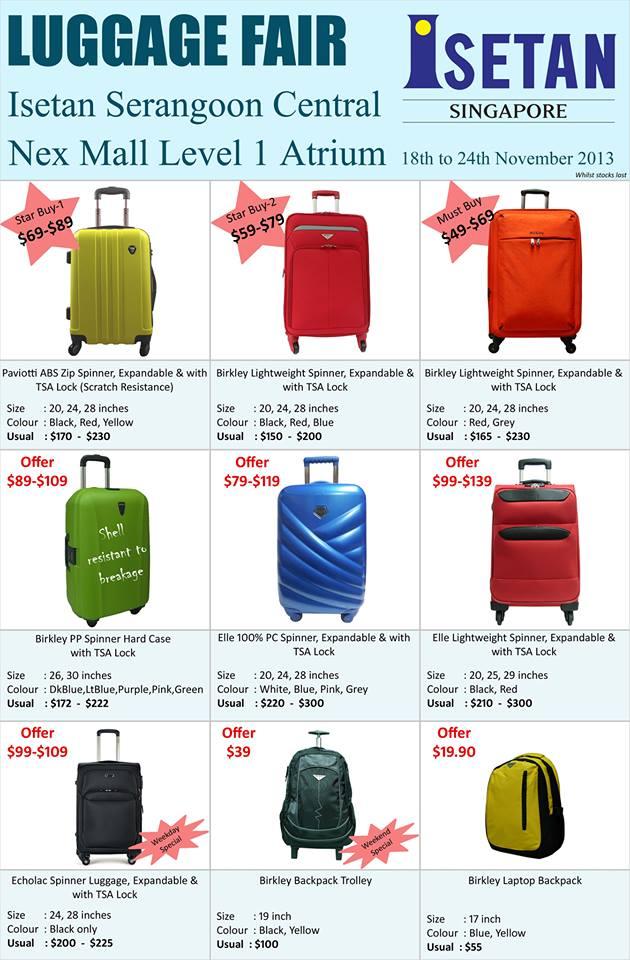 LUGGAGE FAIR
ISETAN
SINGAPORE
Isetan Serangoon Central
Nex Mall Level 1 Atrium
18th to 24th November 2013
Whilst stocks last
Star Buy-1
$69-$89
Star Buy-2
$59-$79
Must Buy
$49-$69
Paviotti ABS Zip Spinner, Expandable & with
TSA Lock (Scratch Resistance)
Size : 20, 24, 28 inches
Colour : Black, Red, Yellow
Usual : $170 - $230
Birkley Lightweight Spinner, Expandable &
with TSA Lock
Size : 20, 24, 28 inches
Colour : Black, Red, Blue
Usual : $150 - $200
Birkley Lightweight Spinner, Expandable &
with TSA Lock
Size : 20, 24, 28 inches
Colour : Red, Grey
Usual : $165 - $230
Offer
$89-$109
Shell
resistant to
breakage
Offer
$79-$119
Offer
$99-$139
Birkley PP Spinner Hard Case
with TSA Lock
Size : 26, 30 inches
Colour : DkBlue,LtBlue,Purple,Pink,Green
Usual : $172 - $222
Elle 100% PC Spinner, Expandable & with
TSA Lock
Size : 20, 24, 28 inches
Colour : White, Blue, Pink, Grey
Usual : $220 - $300
Elle Lightweight Spinner, Expandable &
with TSA Lock
Size : 20, 25, 29 inches
Colour : Black, Red
Usual : $210 - $300
Offer
$99-$109
Weekday
Special
Offer
$39
Weekend
Special
Offer
$19.90
Echolac Spinner Luggage, Expandable &
with TSA Lock
Size : 24, 28 inches
Colour : Black only
Usual : $200 - $225
Birkley Backpack Trolley
Size : 19 inch
Colour : Black, Yellow
Usual : $100
Birkley Laptop Backpack
Size : 17 inch
Colour : Blue, Yellow
Usual : $55